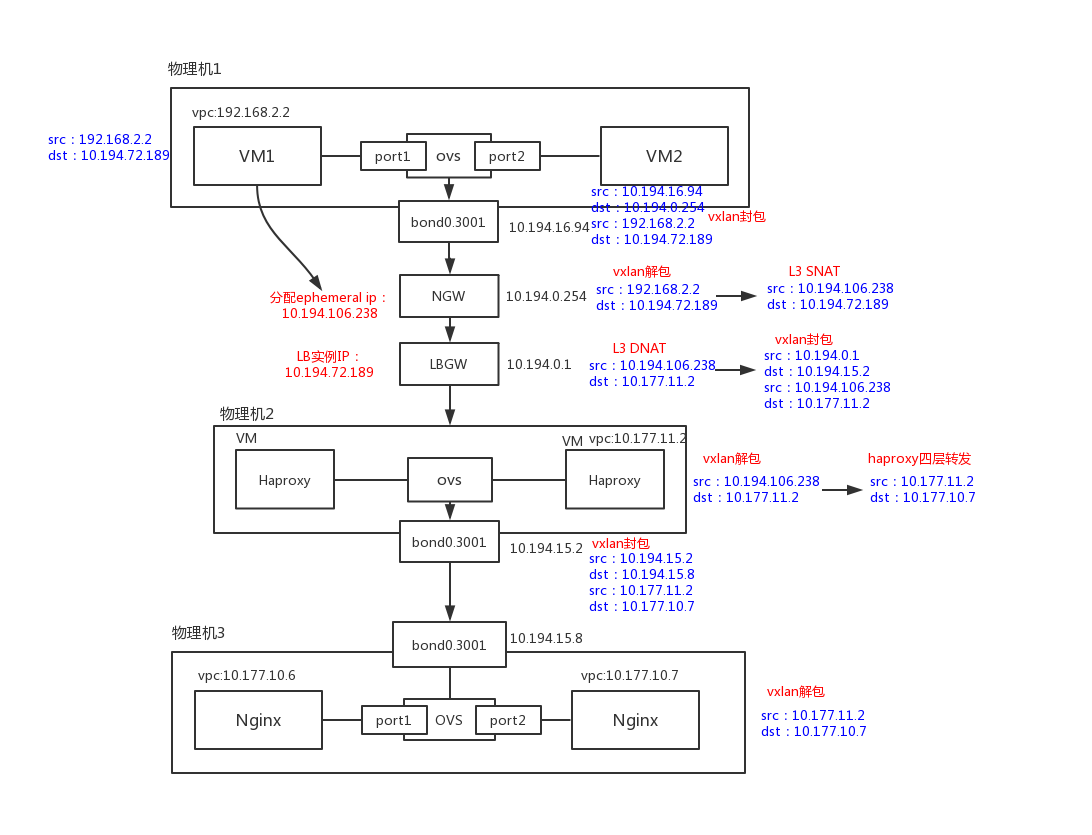 物理机1
vpc:192.168.2.2
src：192.168.2.2
dst：10.194.72.189
VM1
port1
ovs
port2
VM2
src：10.194.16.94
dst：10.194.0.254
src：192.168.2.2
dst：10.194.72.189
vxlan封包
bond0.3001
10.194.16.94
分配ephemeral ip：
10.194.106.238
NGW
10.194.0.254
vxlan解包
src：192.168.2.2
dst：10.194.72.189
L3 SNAT
src：10.194.106.238
dst：10.194.72.189
LB实例IP：
10.194.72.189
LBGW
10.194.0.1
L3 DNAT
src：10.194.106.238
dst：10.177.11.2
vxlan封包
src：10.194.0.1
dst：10.194.15.2
src：10.194.106.238
dst：10.177.11.2
物理机2
VM
Haproxy
ovs
VM
vpc:10.177.11.2
Haproxy
vxlan解包
src：10.194.106.238
dst：10.177.11.2
haproxy四层转发
src：10.177.11.2
dst：10.177.10.7
bond0.3001
10.194.15.2
vxlan封包
src：10.194.15.2
dst：10.194.15.8
src：10.177.11.2
dst：10.177.10.7
物理机3
bond0.3001
10.194.15.8
vpc:10.177.10.6
vpc:10.177.10.7
Nginx
port1
OVS
port2
Nginx
vxlan解包
src：10.177.11.2
dst：10.177.10.7